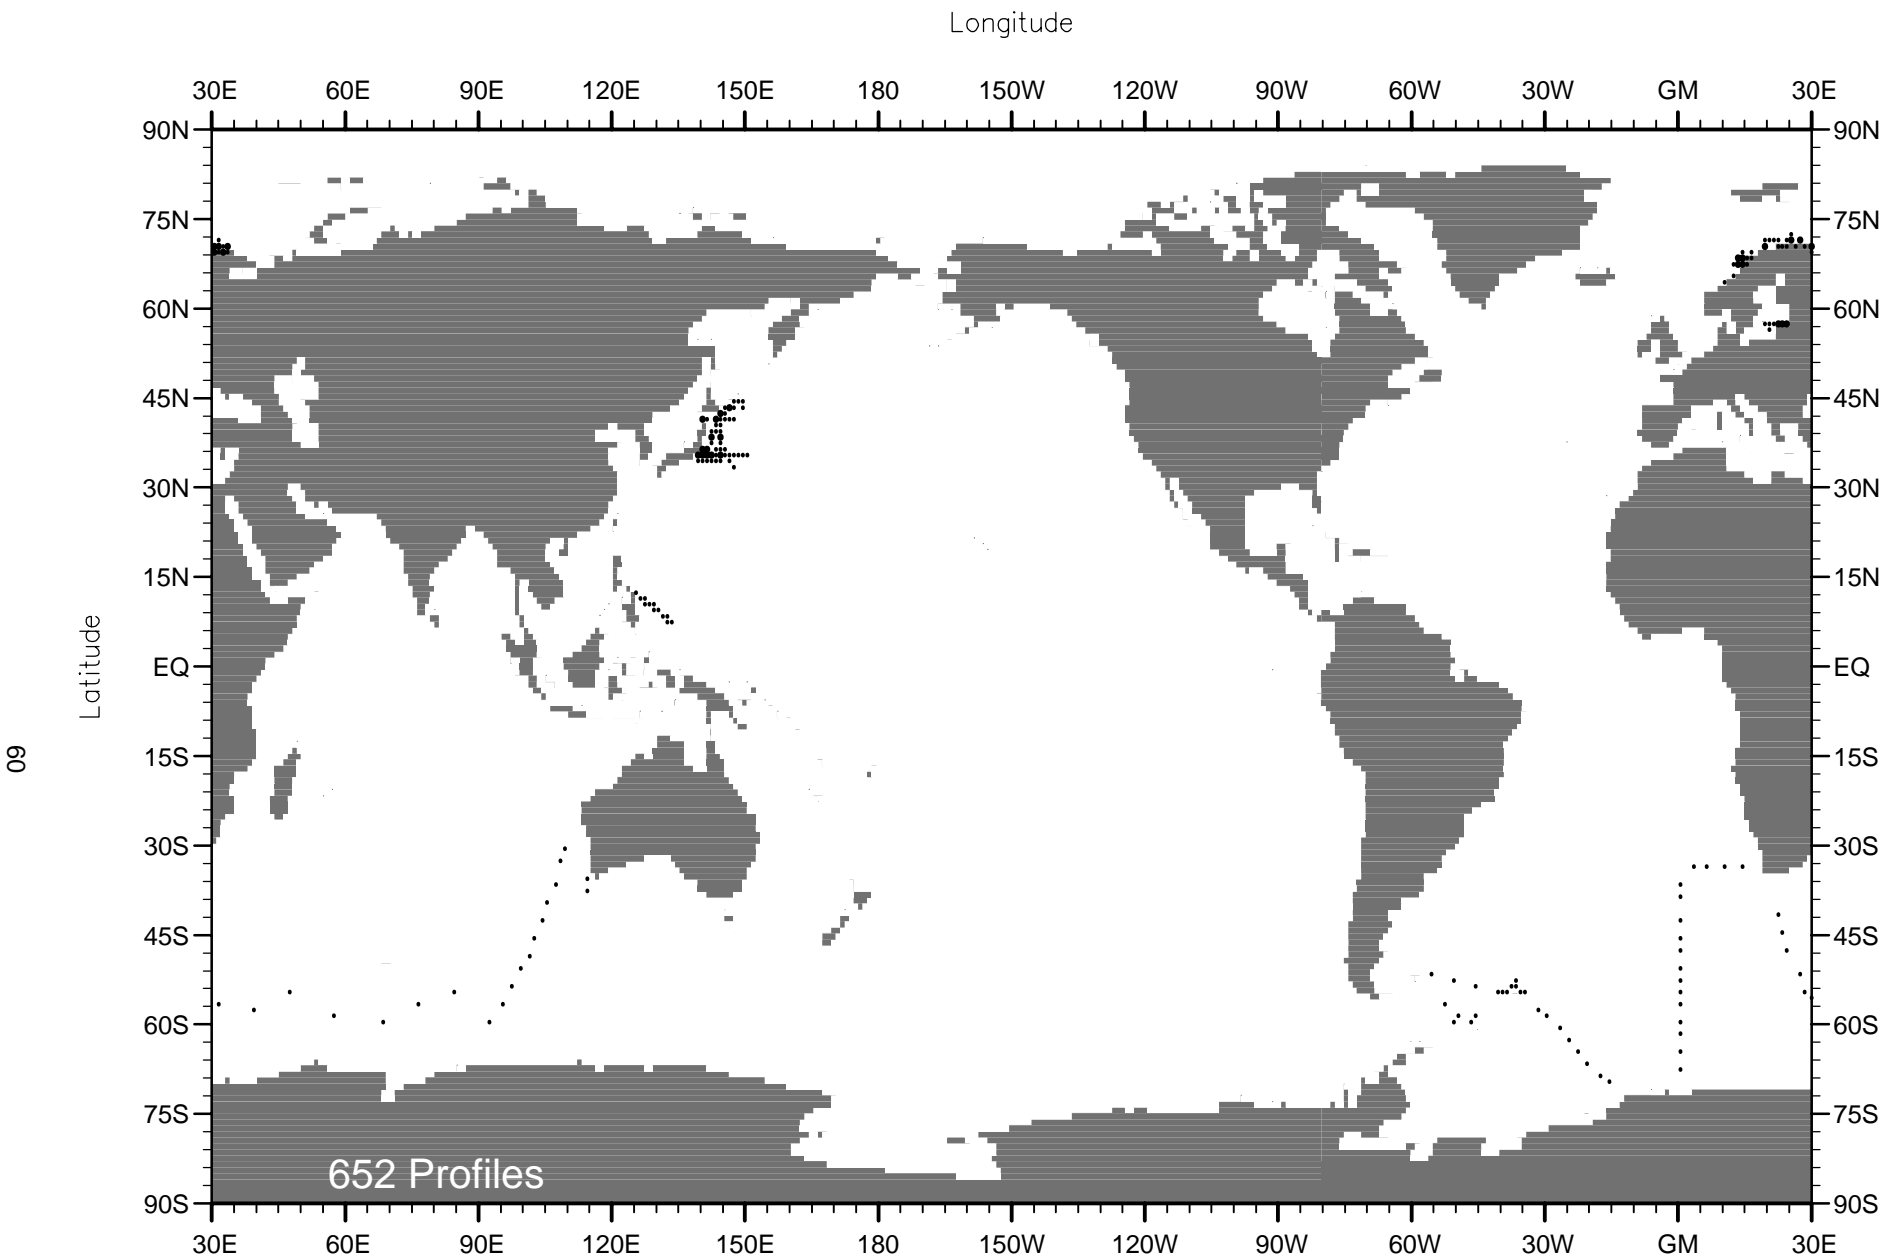 Longitude
30E 60E 90E 120E 150E 180 150W 120W 90W 60W 30W GM 30E
90N 90N
75N 75N
60N 60N
45N 45N
30N 30N
15N 15N
Latitude
EQ EQ
60
15S 15S
30S 30S
45S 45S
60S 60S
75S 75S
652 Profiles
90S 90S
30E 60E 90E 120E 150E 180 150W 120W 90W 60W 30W GM 30E